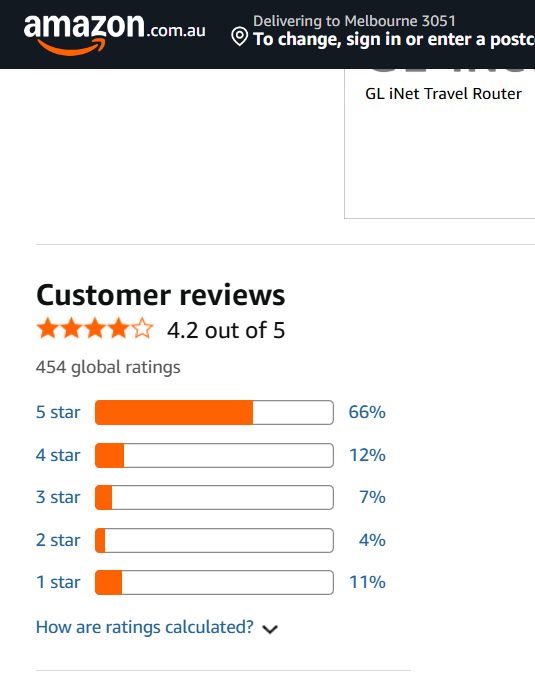 amazon.com.au
Delivering to Melbourne 3051
To change, sign in or enter a postc
GL iNet Travel Router
Customer reviews
4.2 out of 5
454 global ratings
5 star 66%
4 star 12%
3 star 7%
2 star 4%
1 star 11%
How are ratings calculated?